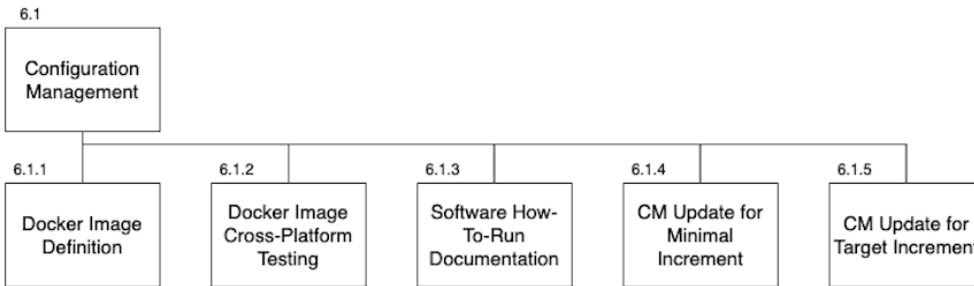 6.1
Configuration
Management
6.1.1
Docker Image
Definition
6.1.2
Docker Image
Cross-Platform
Testing
6.1.3
Software How-
To-Run
Documentation
6.1.4
CM Update for
Minimal
Increment
6.1.5
CM Update for
Target Increment